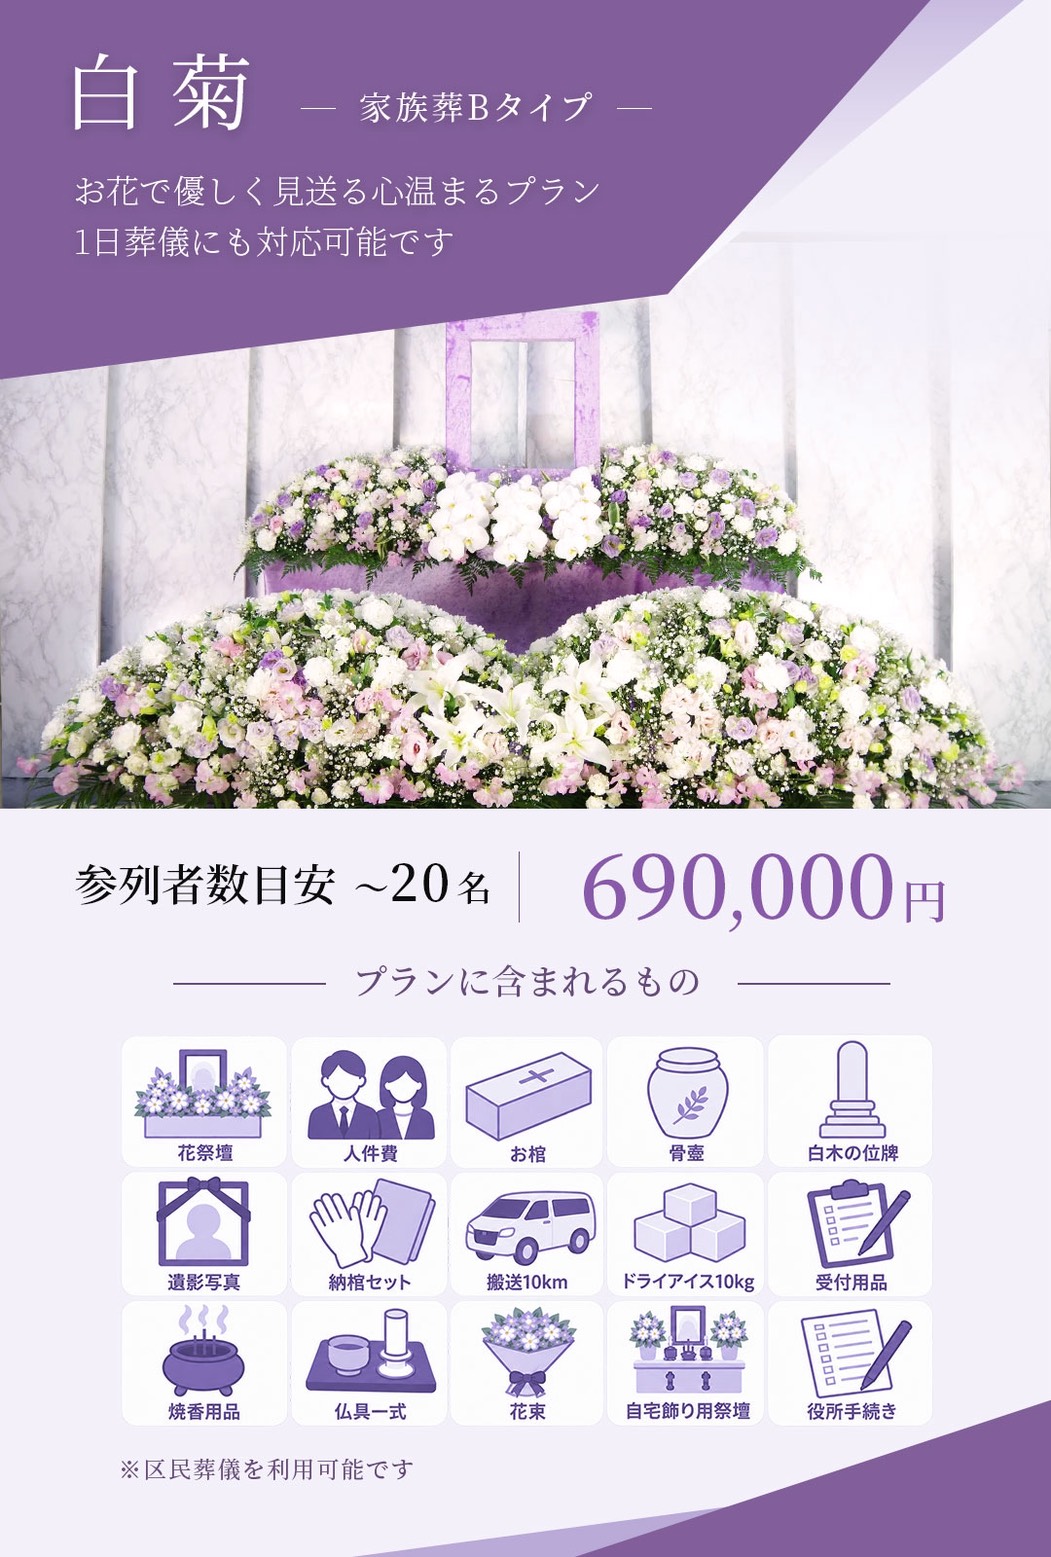 白菊
― 家族葬Bタイプ ―
お花で優しく見送る心温まるプラン
1日葬儀にも対応可能です
参列者数目安 ～20名
690,000円
プランに含まれるもの
花祭壇
人件費
お棺
骨壺
白木の位牌
遺影写真
納棺セット
搬送10km
ドライアイス10kg
受付用品
焼香用品
仏具一式
花束
自宅飾り用祭壇
役所手続き
※区民葬儀を利用可能です